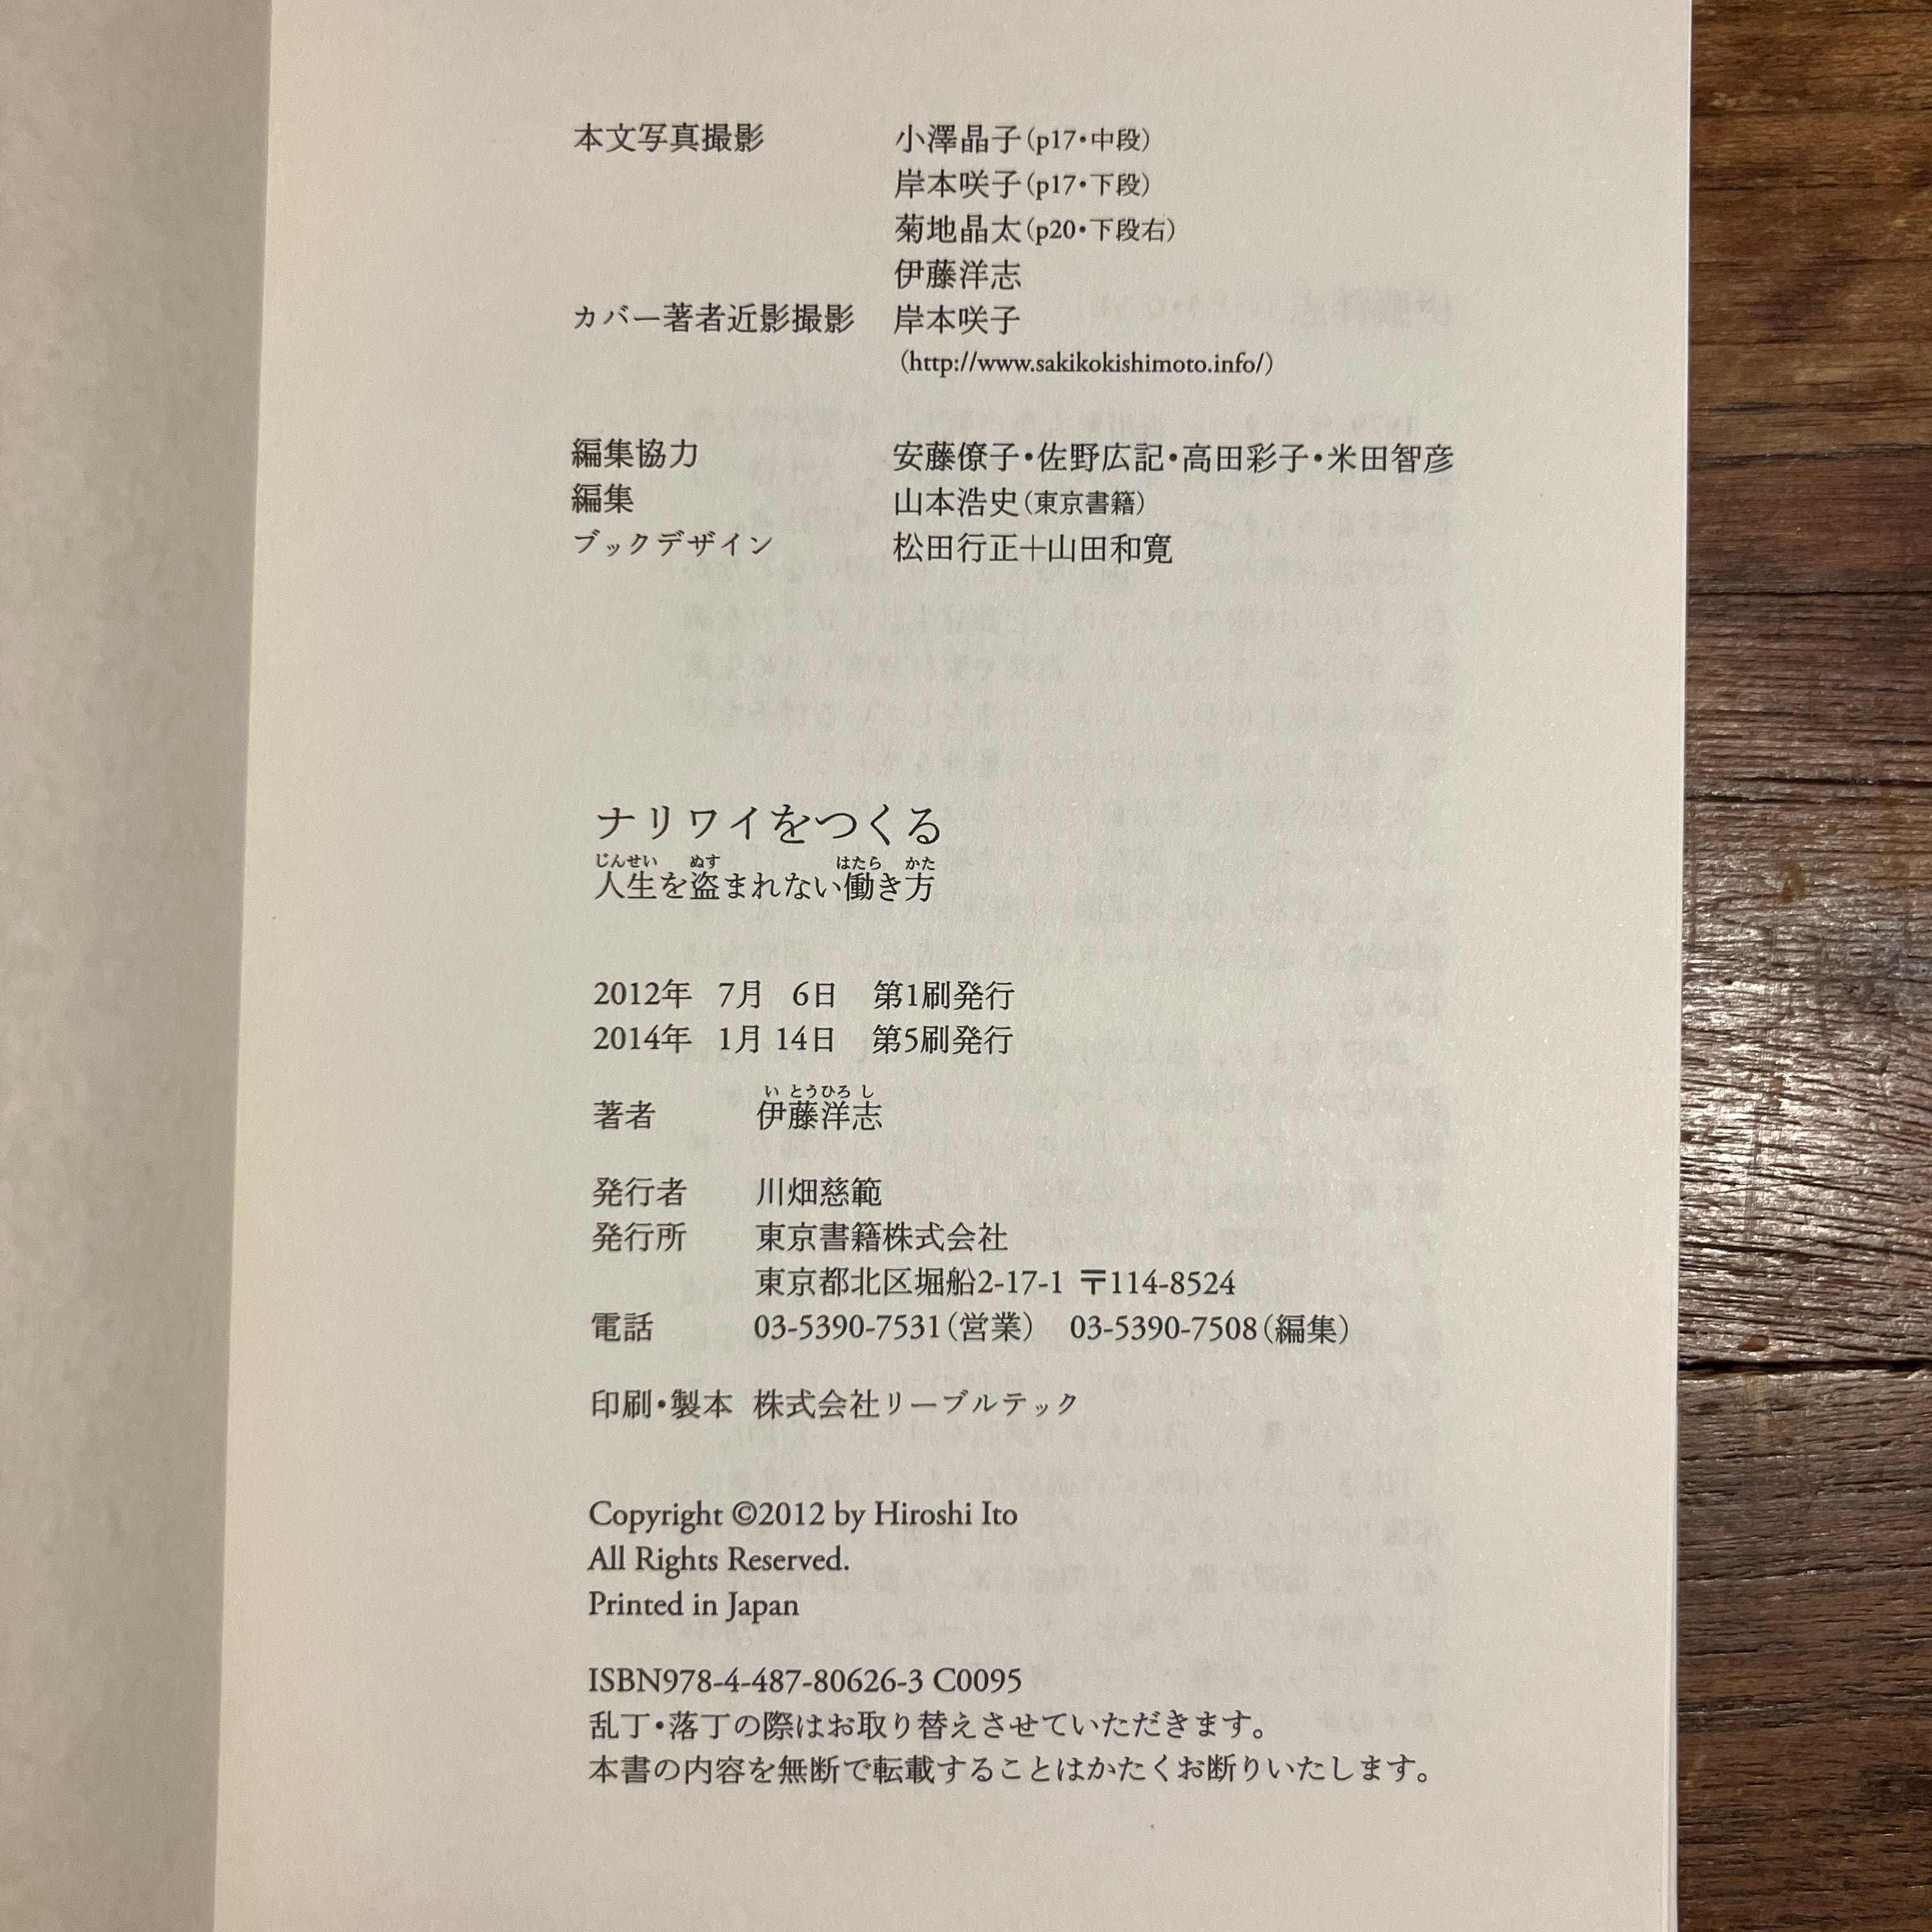 本文写真撮影 小澤晶子（p17・中段）
岸本咲子（p17・下段）
菊地晶太（p20・下段右）
伊藤洋志
カバー著者近影撮影 岸本咲子
（http://www.sakikokishimoto.info/）
編集協力 安藤僚子・佐野広記・高田彩子・米田智彦
編集 山本浩史（東京書籍）
ブックデザイン 松田行正＋山田和寛
ナリワイをつくる
じんせい ぬす はたら かた
人生を盗まれない働き方
2012年 7月 6日 第1刷発行
2014年 1月 14日 第5刷発行
い とうひろ し
著者 伊藤洋志
発行者 川畑慈範
発行所 東京書籍株式会社
東京都北区堀船2-17-1 〒114-8524
電話 03-5390-7531（営業） 03-5390-7508（編集）
印刷・製本 株式会社リーブルテック
Copyright ©2012 by Hiroshi Ito
All Rights Reserved.
Printed in Japan
ISBN978-4-487-80626-3 C0095
乱丁・落丁の際はお取り替えさせていただきます。
本書の内容を無断で転載することはかたくお断りいたします。